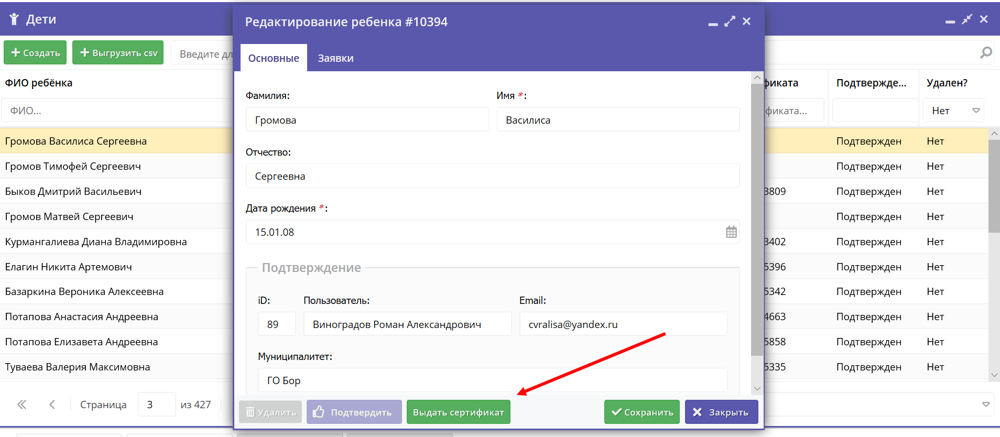 Дети
Создать
Выгрузить csv
Введите дл
ФИО ребёнка
ФИО...
Громова Василиса Сергеевна
Громов Тимофей Сергеевич
Быков Дмитрий Васильевич
Громов Матвей Сергеевич
Курмангалиева Диана Владимировна
Елагин Никита Артемович
Базаркина Вероника Алексеевна
Потапова Анастасия Андреевна
Потапова Елизавета Андреевна
Туваева Валерия Максимовна
Страница 3 из 427
Редактирование ребенка #10394
Основные Заявки
Фамилия: Имя *:
Громова Василиса
Отчество:
Сергеевна
Дата рождения *:
15.01.08
Подтверждение
iD: Пользователь: Email:
89 Виноградов Роман Александрович cvralisa@yandex.ru
Муниципалитет:
ГО Бор
Удалить Подтвердить Выдать сертификат Сохранить Закрыть
фиката Подтвержде... Удален?
фиката... Нет
Подтвержден Нет
Подтвержден Нет
3809 Подтвержден Нет
Подтвержден Нет
3402 Подтвержден Нет
5396 Подтвержден Нет
5342 Подтвержден Нет
4663 Подтвержден Нет
5858 Подтвержден Нет
5335 Подтвержден Нет